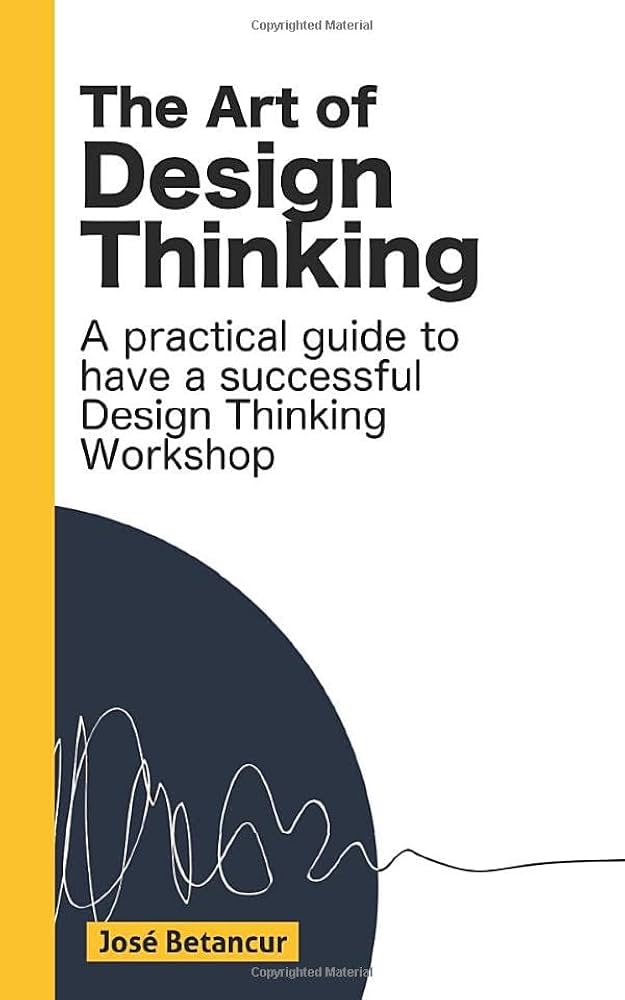 Copyrighted Material
The Art of
Design
Thinking
A practical guide to
have a successful
Design Thinking
Workshop
José Betancur
Copyrighted Material